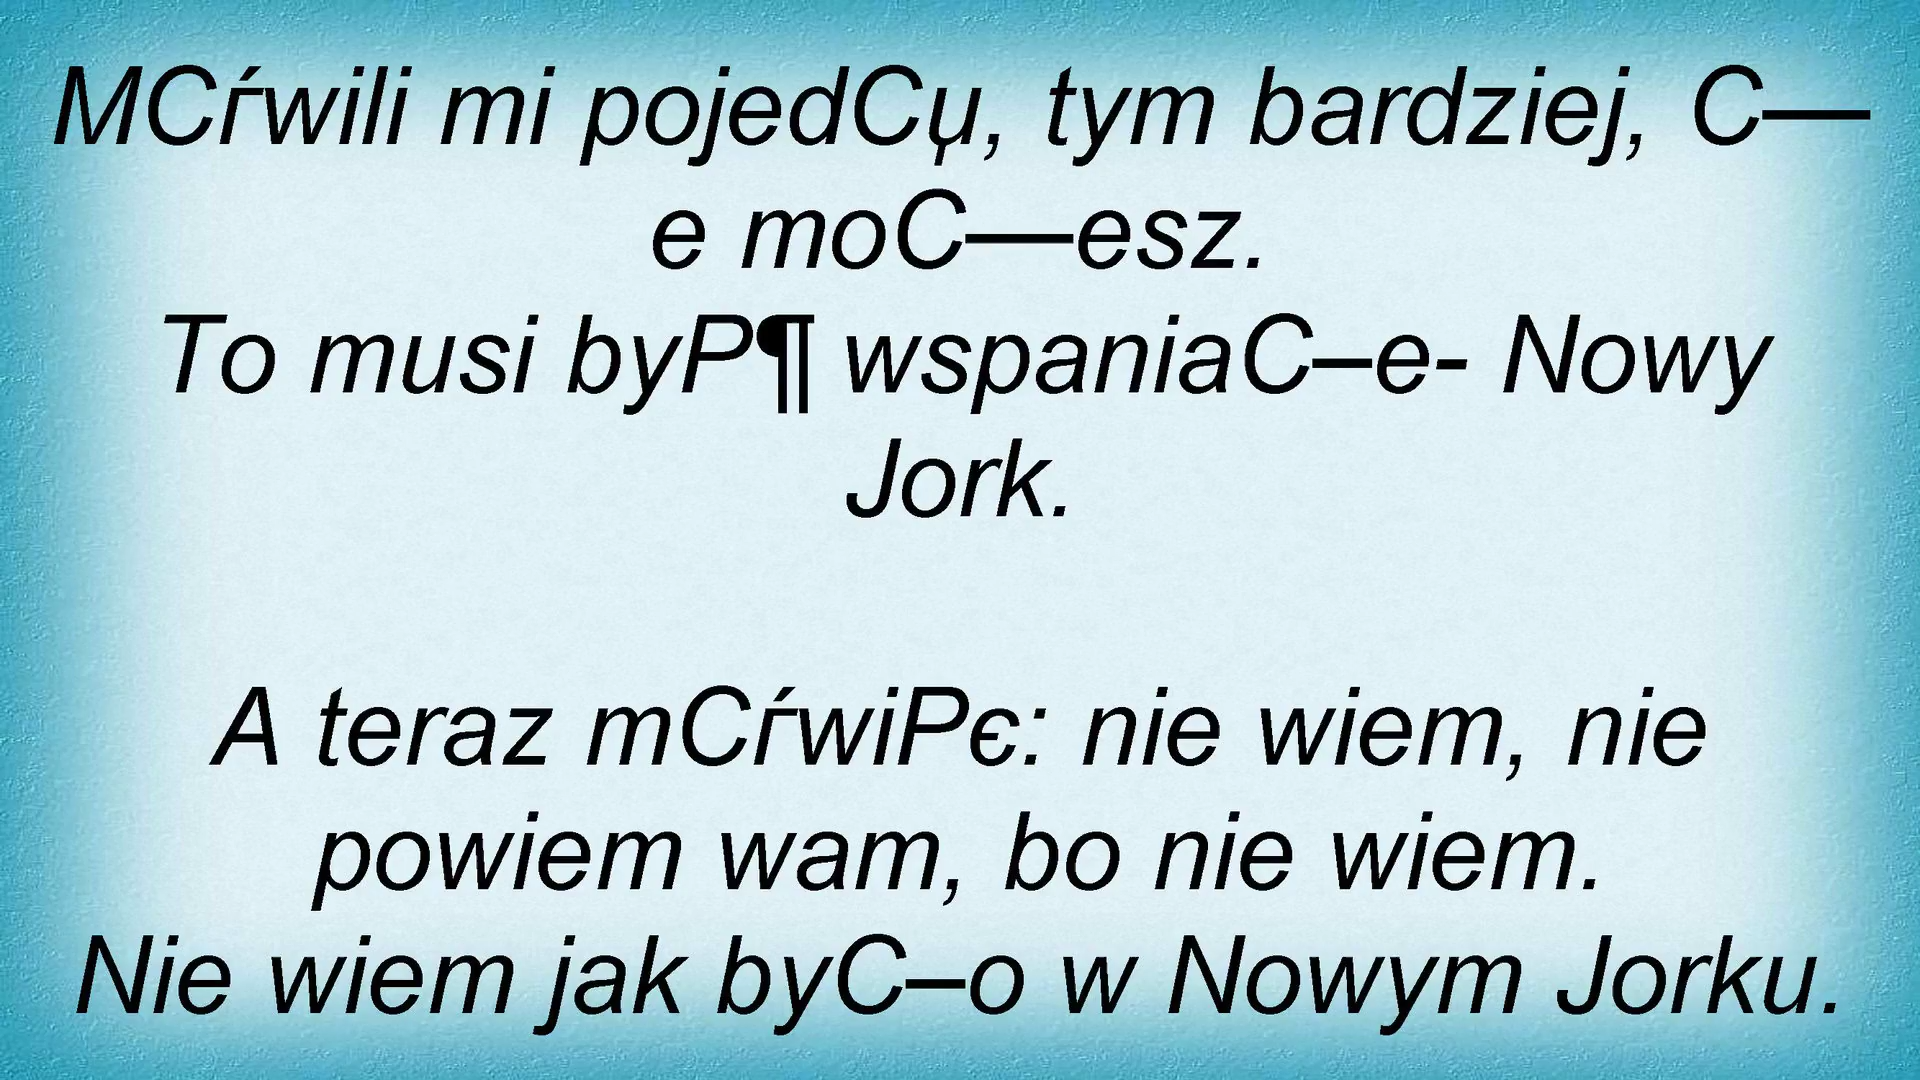 MCŕwili mi pojedCų, tym bardziej, C—
e moC—esz.
To musi byP¶ wspaniaC–e- Nowy
Jork.
A teraz mCŕwiPє: nie wiem, nie
powiem wam, bo nie wiem.
Nie wiem jak byC–o w Nowym Jorku.